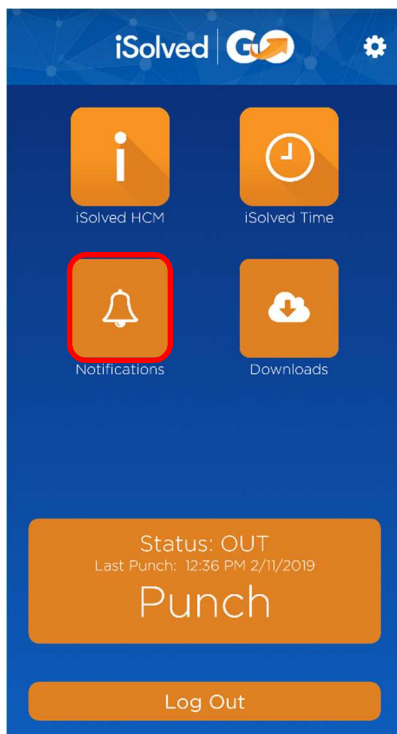 iSolved GO
iSolved HCM
iSolved Time
Notifications
Downloads
Status: OUT
Last Punch: 12:36 PM 2/11/2019
Punch
Log Out